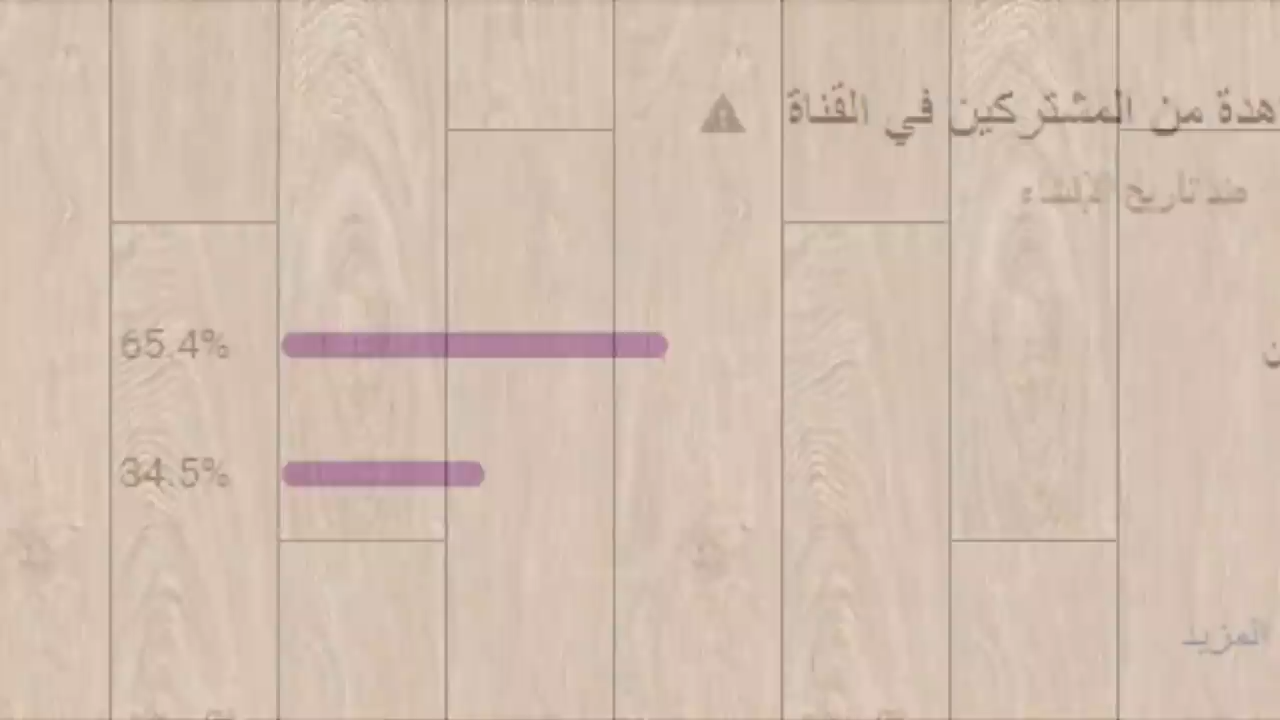 هدة من المشتركين في القناة
منذ تاريخ الإنشاء
65.4%
34.5%
المزيد